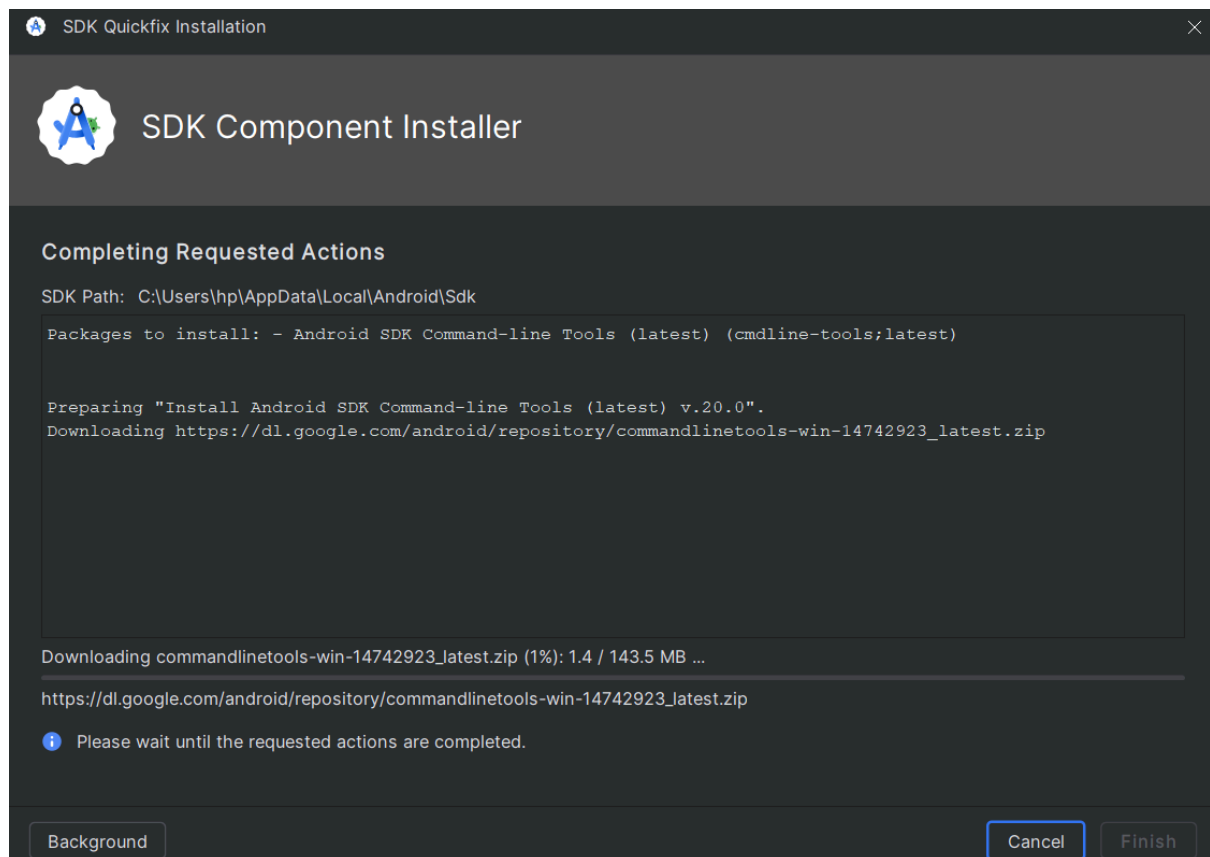 SDK Quickfix Installation
SDK Component Installer
Completing Requested Actions
SDK Path: C:\Users\hp\AppData\Local\Android\Sdk
Packages to install: - Android SDK Command-line Tools (latest) (cmdline-tools;latest)
Preparing "Install Android SDK Command-line Tools (latest) v.20.0".
Downloading https://dl.google.com/android/repository/commandlinetools-win-14742923_latest.zip
Downloading commandlinetools-win-14742923_latest.zip (1%): 1.4 / 143.5 MB ...
https://dl.google.com/android/repository/commandlinetools-win-14742923_latest.zip
Please wait until the requested actions are completed.
Background Cancel Finish